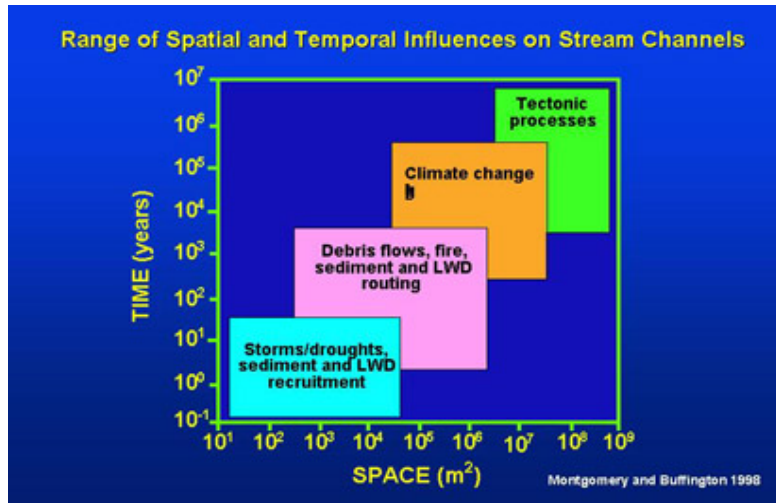 Range of Spatial and Temporal Influences on Stream Channels
10⁷
10⁶
10⁵
10⁴
10³
10²
10¹
10⁰
10⁻¹
TIME (years)
Tectonic
processes
Climate change
Debris flows, fire,
sediment and LWD
routing
Storms/droughts,
sediment and LWD
recruitment
10¹ 10² 10³ 10⁴ 10⁵ 10⁶ 10⁷ 10⁸ 10⁹
SPACE (m²)
Montgomery and Buffington 1998